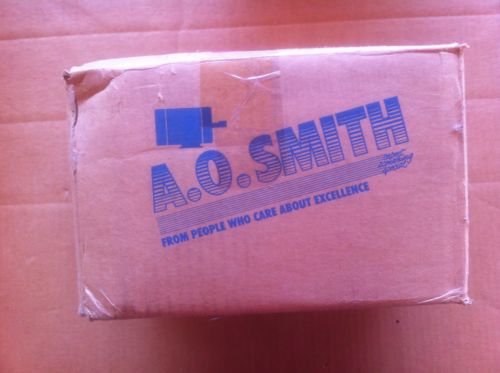 A.O.SMITH
FROM PEOPLE WHO CARE ABOUT EXCELLENCE